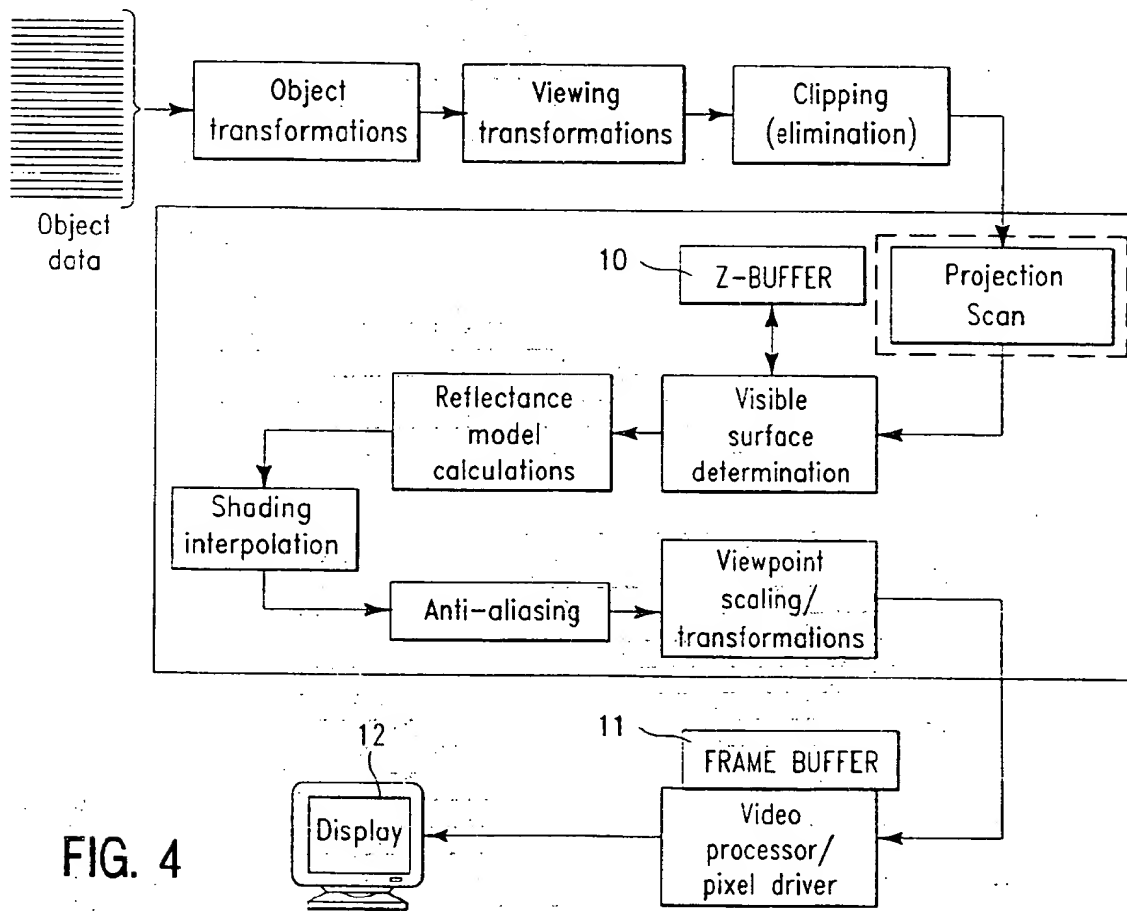 Object
data
Object
transformations
Viewing
transformations
Clipping
(elimination)
10
Z-BUFFER
Projection
Scan
Reflectance
model
calculations
Visible
surface
determination
Shading
interpolation
Anti-aliasing
Viewpoint
scaling/
transformations
12
11
FRAME BUFFER
Display
Video
processor/
pixel driver
FIG. 4